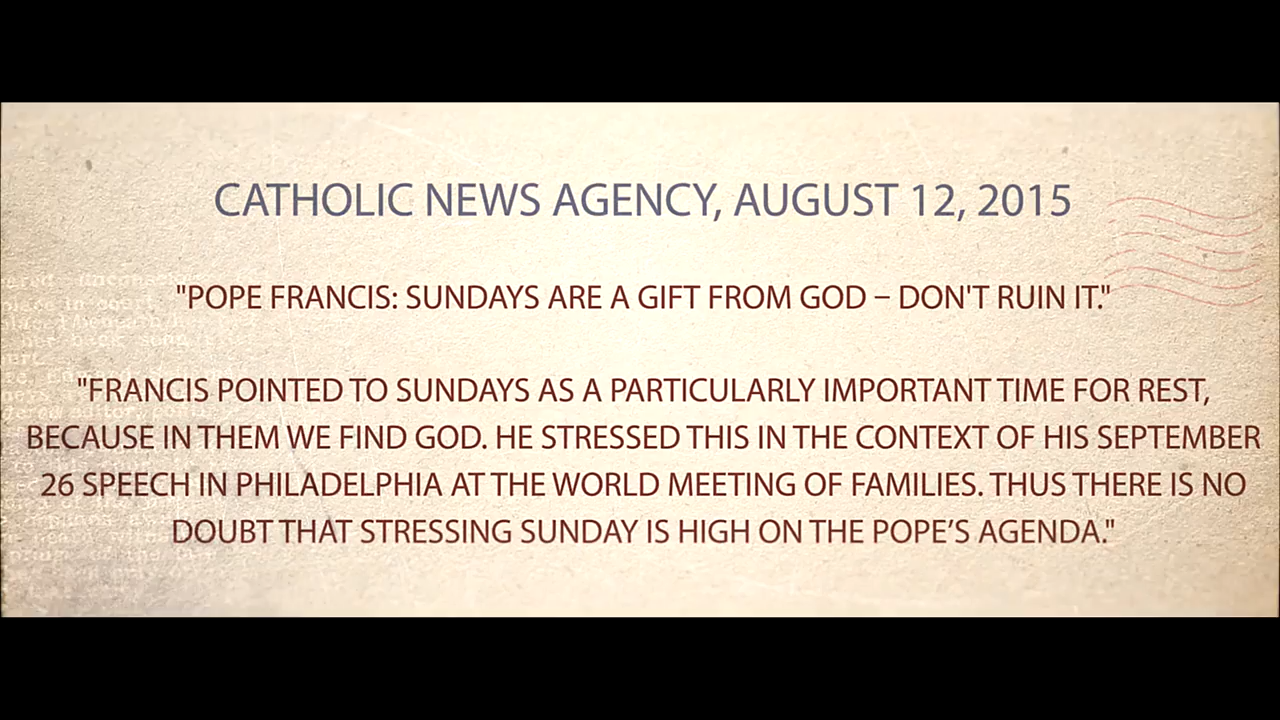 CATHOLIC NEWS AGENCY, AUGUST 12, 2015
"POPE FRANCIS: SUNDAYS ARE A GIFT FROM GOD – DON'T RUIN IT."
"FRANCIS POINTED TO SUNDAYS AS A PARTICULARLY IMPORTANT TIME FOR REST,
BECAUSE IN THEM WE FIND GOD. HE STRESSED THIS IN THE CONTEXT OF HIS SEPTEMBER
26 SPEECH IN PHILADELPHIA AT THE WORLD MEETING OF FAMILIES. THUS THERE IS NO
DOUBT THAT STRESSING SUNDAY IS HIGH ON THE POPE’S AGENDA."